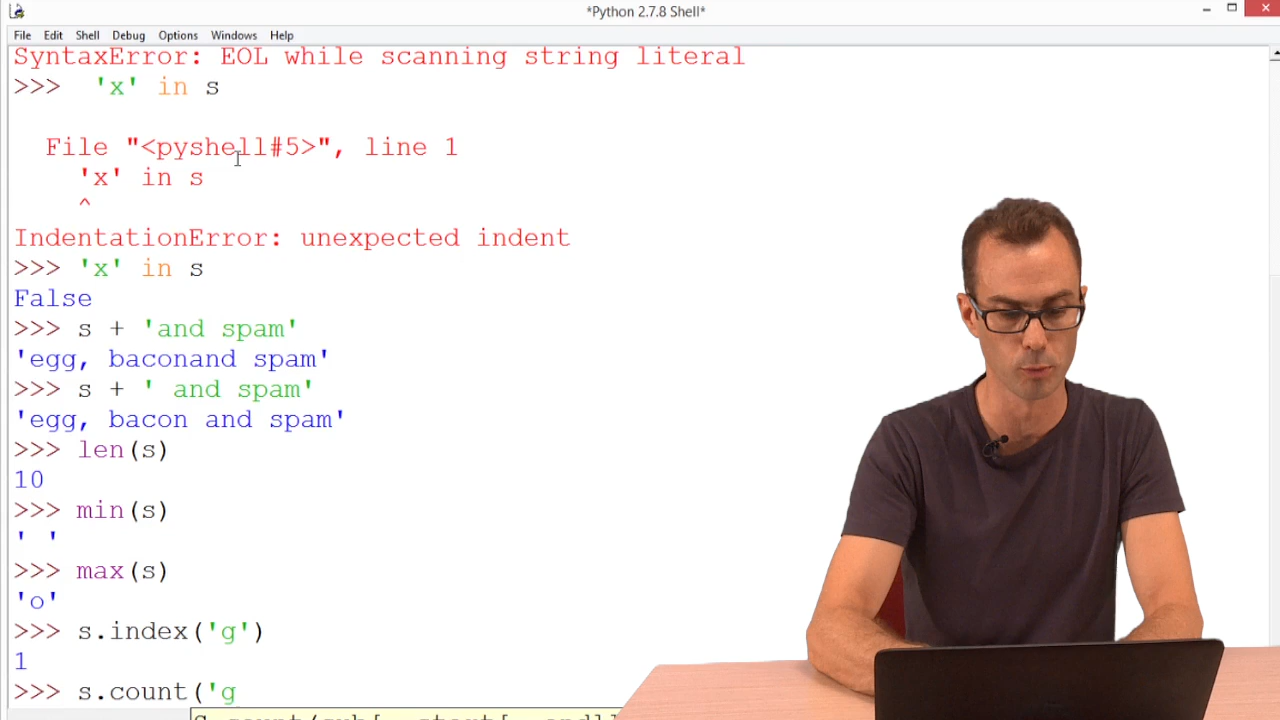 *Python 2.7.8 Shell*
File Edit Shell Debug Options Windows Help
SyntaxError: EOL while scanning string literal
>>>  'x' in s
File "<pyshell#5>", line 1
'x' in s
^
IndentationError: unexpected indent
>>> 'x' in s
False
>>> s + 'and spam'
'egg, baconand spam'
>>> s + ' and spam'
'egg, bacon and spam'
>>> len(s)
10
>>> min(s)
' '
>>> max(s)
'o'
>>> s.index('g')
1
>>> s.count('g